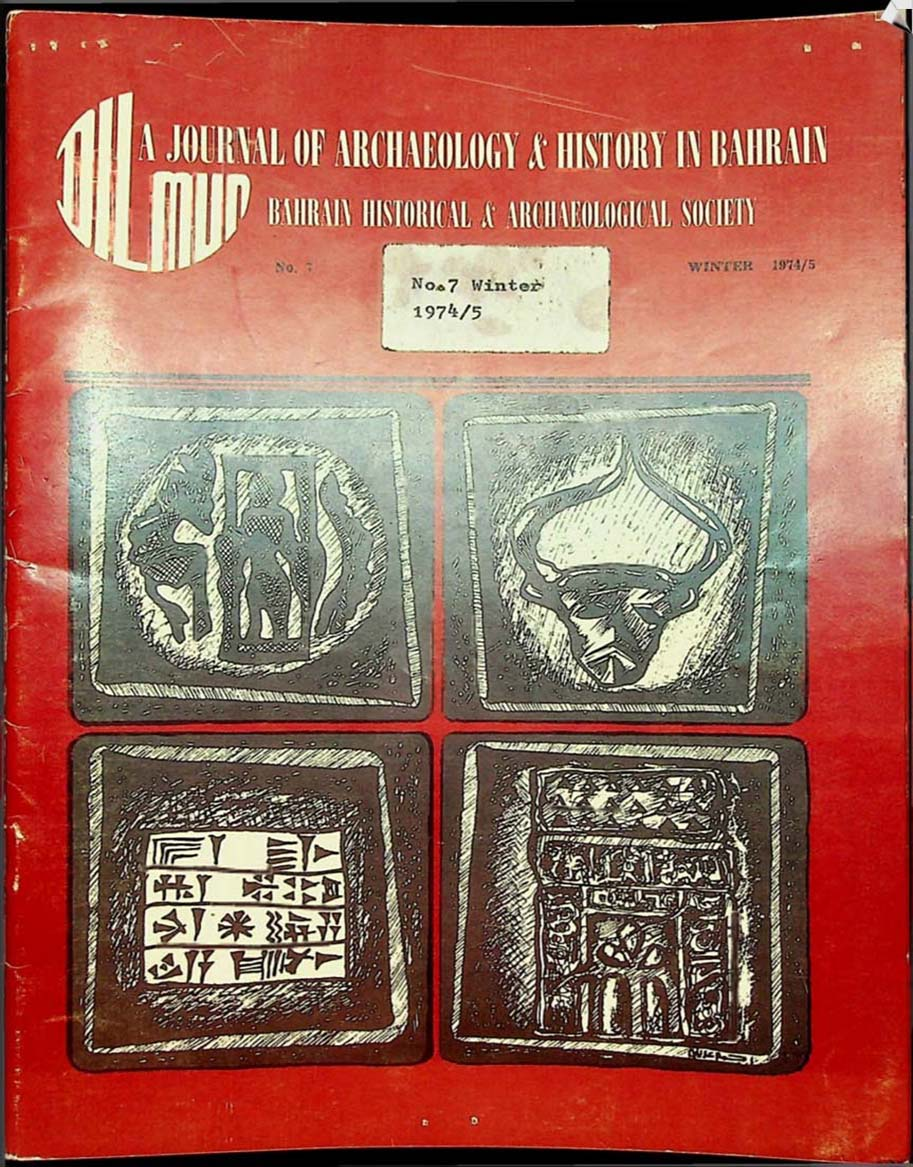 DILMUN
A JOURNAL OF ARCHAEOLOGY & HISTORY IN BAHRAIN
BAHRAIN HISTORICAL & ARCHAEOLOGICAL SOCIETY
No. 7
WINTER 1974/5
No.7 Winter
1974/5